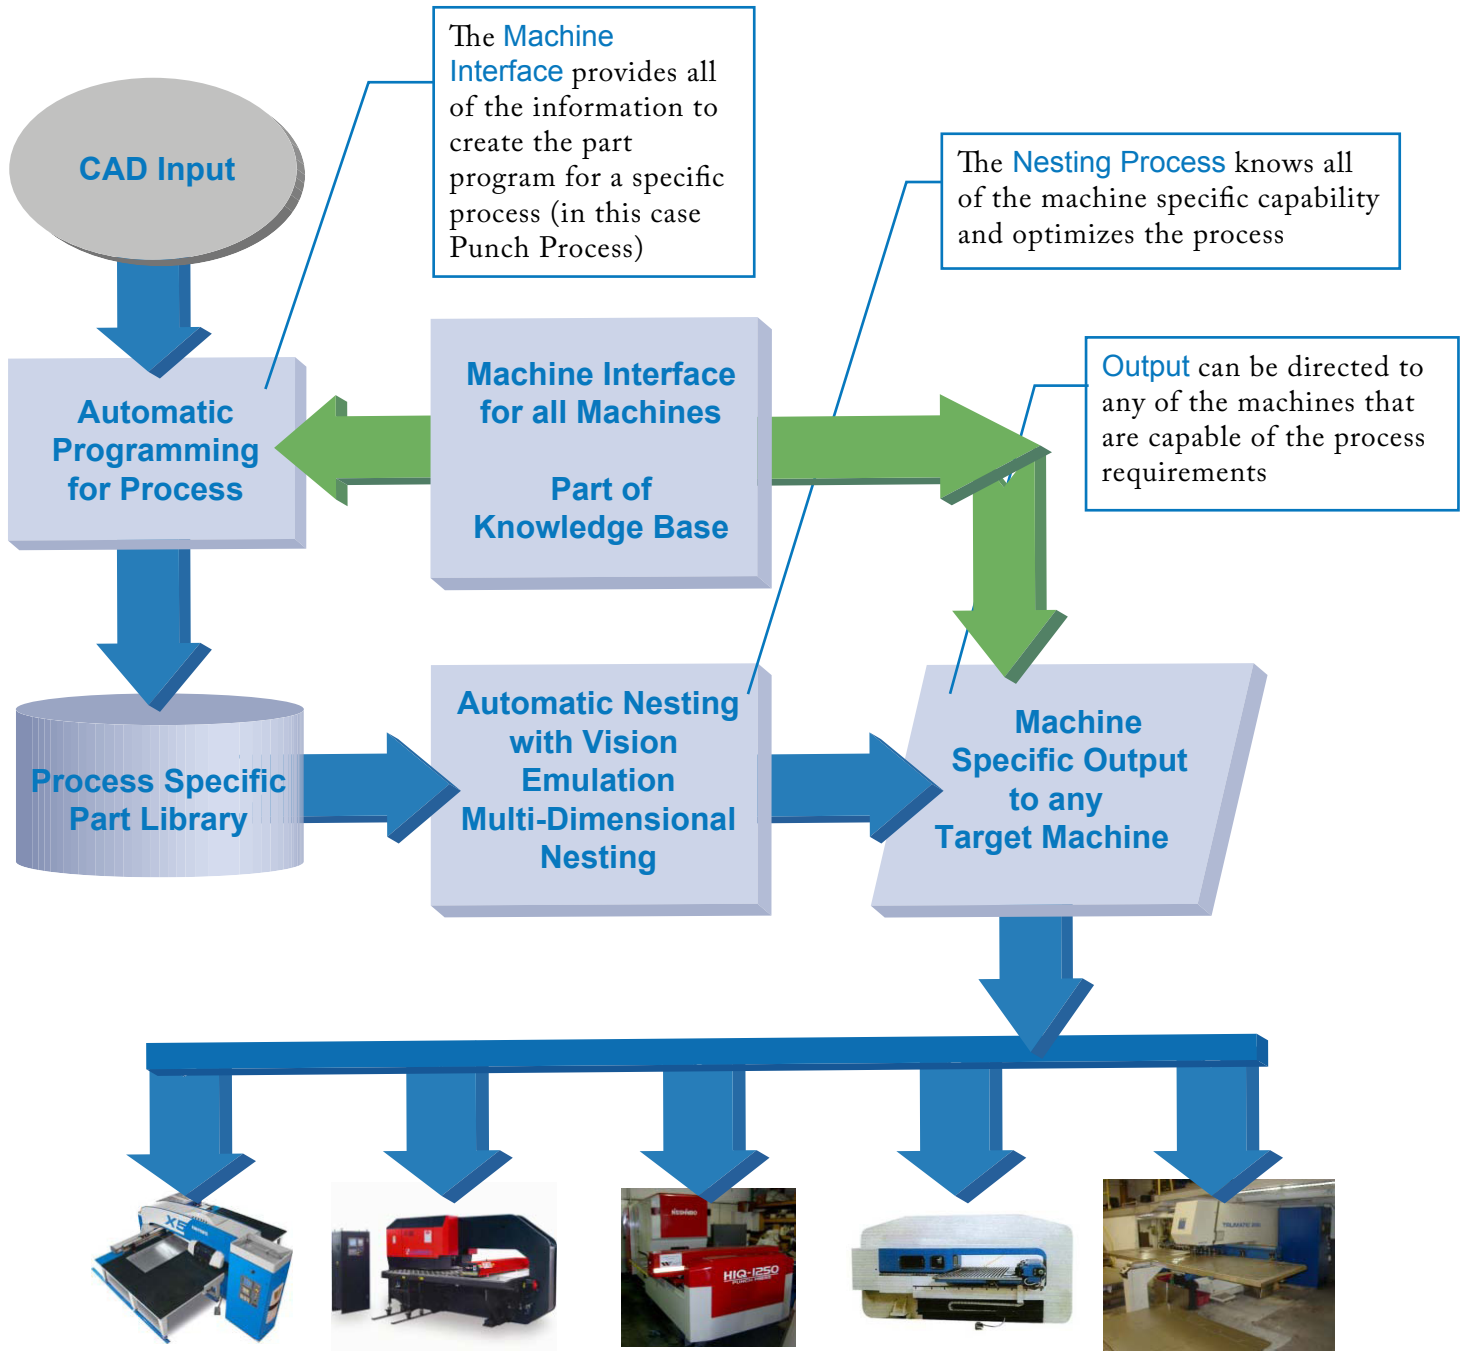 The Machine
Interface provides all
of the information to
create the part
program for a specific
process (in this case
Punch Process)
CAD Input
The Nesting Process knows all
of the machine specific capability
and optimizes the process
Output can be directed to
any of the machines that
are capable of the process
requirements
Machine Interface
for all Machines
Part of
Knowledge Base
Automatic
Programming
for Process
Process Specific
Part Library
Automatic Nesting
with Vision
Emulation
Multi-Dimensional
Nesting
Machine
Specific Output
to any
Target Machine
NISSHINBO
HIQ-1250
PUNCH PRESS